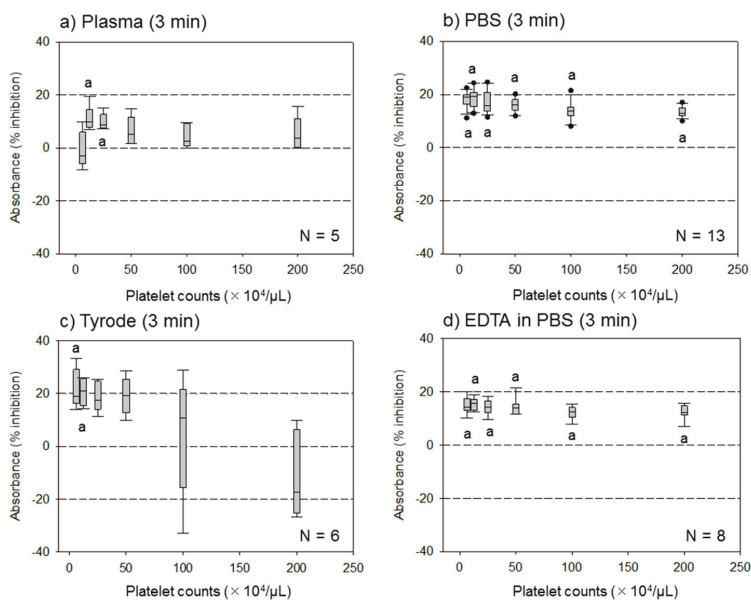 a) Plasma (3 min)
40
20
0
-20
-40
a
a
N = 5
0 50 100 150 200 250
Absorbance (% inhibition)
Platelet counts (× 10⁴/μL)
b) PBS (3 min)
40
20
0
-20
-40
a a a a
a a a
N = 13
0 50 100 150 200 250
Absorbance (% inhibition)
Platelet counts (× 10⁴/μL)
c) Tyrode (3 min)
40
20
0
-20
-40
a
a
N = 6
0 50 100 150 200 250
Absorbance (% inhibition)
Platelet counts (× 10⁴/μL)
d) EDTA in PBS (3 min)
40
20
0
-20
-40
a a
a a a a
N = 8
0 50 100 150 200 250
Absorbance (% inhibition)
Platelet counts (× 10⁴/μL)